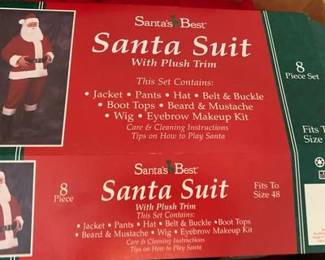 Santa's Best
Santa Suit
With Plush Trim
This Set Contains:
• Jacket • Pants • Hat • Belt & Buckle
• Boot Tops • Beard & Mustache
• Wig • Eyebrow Makeup Kit
Care & Cleaning Instructions
Tips on How to Play Santa
8
Piece Set
Fits To
Size
Santa's Best
8
Piece
Santa Suit
Fits To
Size 48
With Plush Trim
This Set Contains:
• Jacket • Pants • Hat • Belt & Buckle • Boot Tops
• Beard & Mustache • Wig • Eyebrow Makeup Kit
Care & Cleaning Instructions
Tips on How to Play Santa